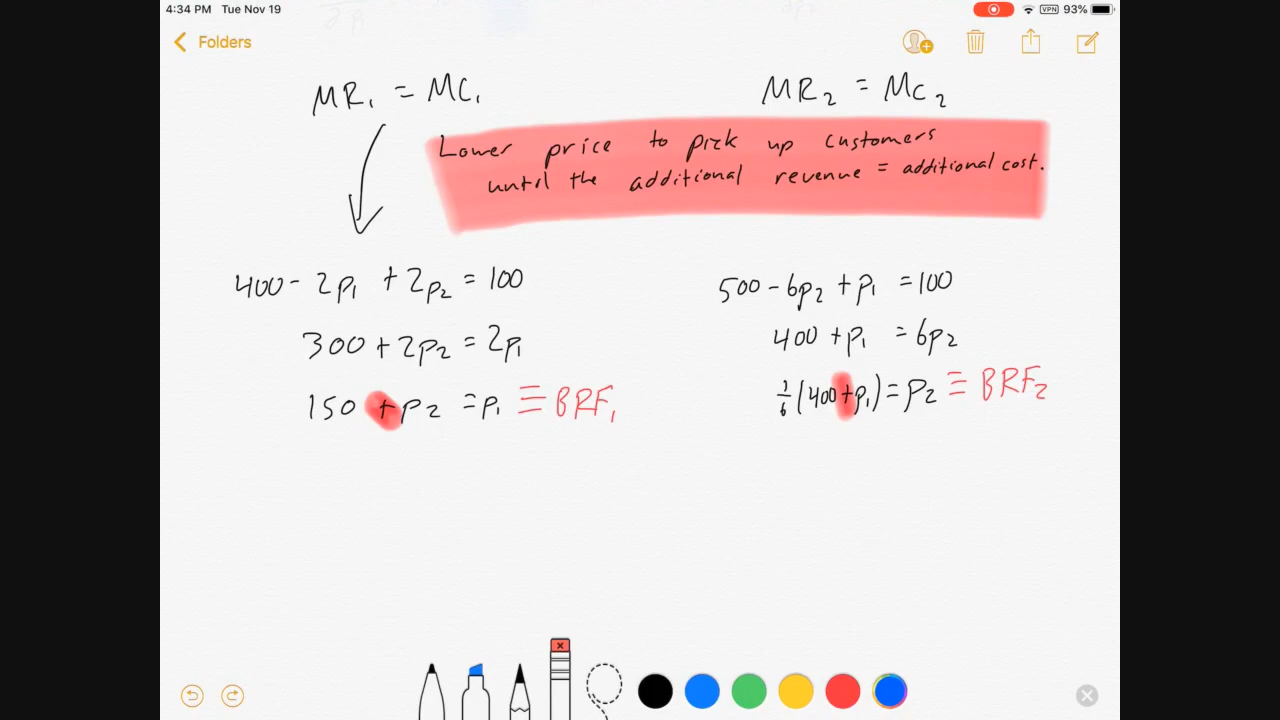 4:34 PM Tue Nov 19
VPN 93%
Folders
MR₁ = MC₁
MR₂ = MC₂
Lower price to pick up customers
until the additional revenue = additional cost.
400 - 2p₁ + 2p₂ = 100
300 + 2p₂ = 2p₁
150 + p₂ = p₁ ≡ BRF₁
500 - 6p₂ + p₁ = 100
400 + p₁ = 6p₂
1/6 (400 + p₁) = p₂ ≡ BRF₂